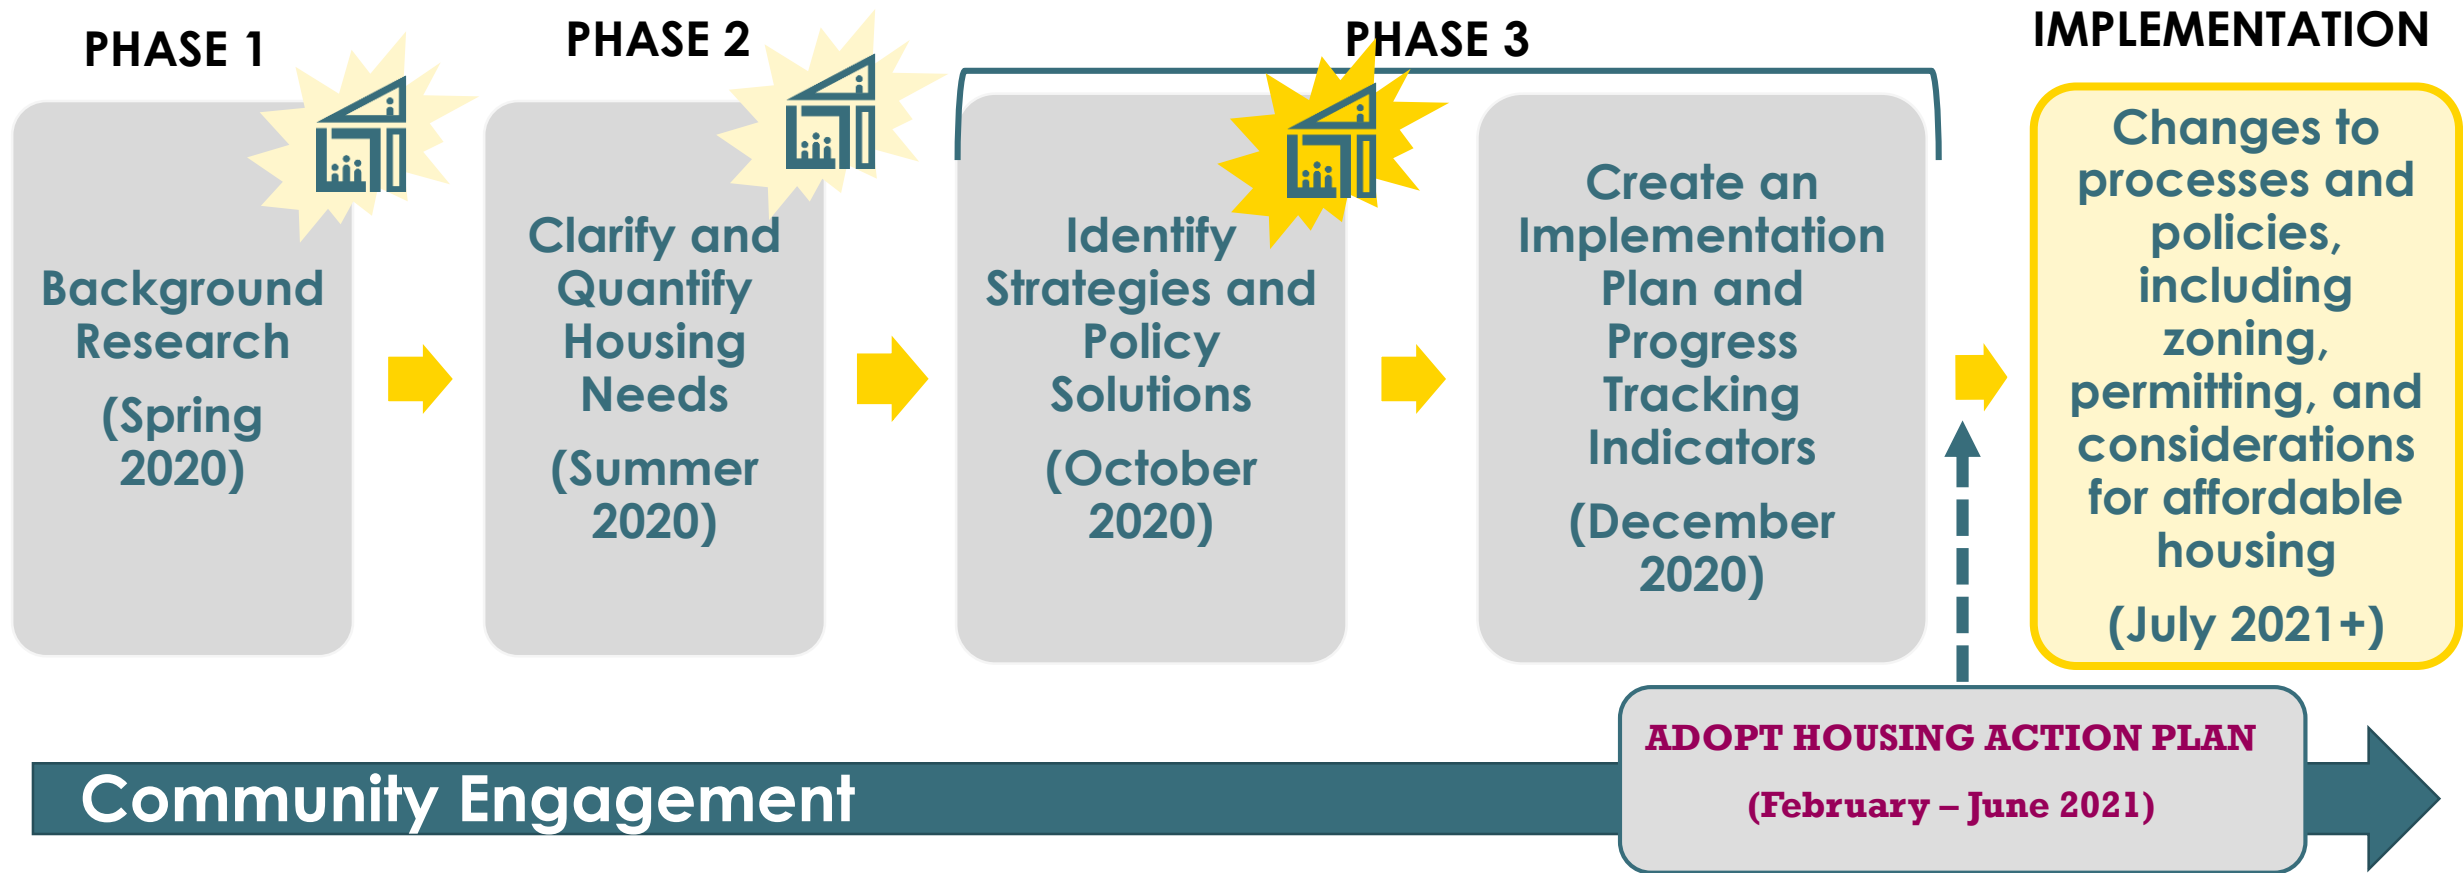 PHASE 1
Background
Research
(Spring
2020)
PHASE 2
Clarify and
Quantify
Housing
Needs
(Summer
2020)
PHASE 3
Identify
Strategies and
Policy
Solutions
(October
2020)
Create an
Implementation
Plan and
Progress
Tracking
Indicators
(December
2020)
IMPLEMENTATION
Changes to
processes and
policies,
including
zoning,
permitting, and
considerations
for affordable
housing
(July 2021+)
ADOPT HOUSING ACTION PLAN
(February – June 2021)
Community Engagement